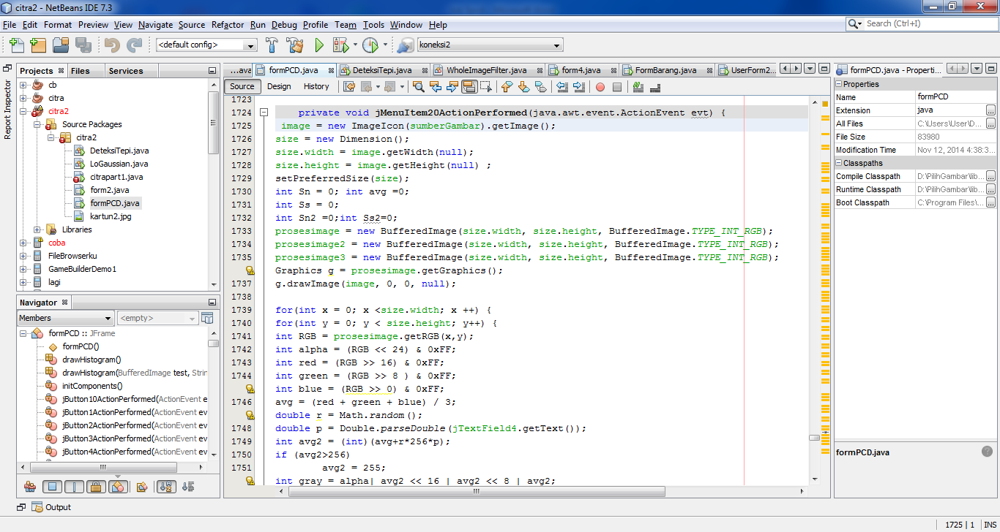 citra2 - NetBeans IDE 7.3
File Edit Format Preview View Navigate Source Refactor Run Debug Profile Team Tools Window Help
Search (Ctrl+I)
<default config>
koneksi2
Report Inspector
Projects Files Services
cb
citra
citra2
Source Packages
citra2
DeteksiTepi.java
LoGaussian.java
citrapart1.java
form2.java
formPCD.java
kartun2.jpg
Libraries
coba
FileBrowserku
GameBuilderDemo1
lagi
Navigator
Members <empty>
formPCD :: JFrame
formPCD()
drawHistogram()
drawHistogram(BufferedImage test, Strin
initComponents()
jButton10ActionPerformed(ActionEvent e
jButton1ActionPerformed(ActionEvent ev
jButton2ActionPerformed(ActionEvent ev
jButton3ActionPerformed(ActionEvent ev
jButton4ActionPerformed(ActionEvent ev
...ava formPCD.java DeteksiTepi.java WholeImageFilter.java form4.java FormBarang.java UserForm2...
Source Design History
1723
1724 private void jMenuItem20ActionPerformed(java.awt.event.ActionEvent evt) {
1725 image = new ImageIcon(sumberGambar).getImage();
1726 size = new Dimension();
1727 size.width = image.getWidth(null);
1728 size.height = image.getHeight(null) ;
1729 setPreferredSize(size);
1730 int Sn = 0; int avg =0;
1731 int Ss = 0;
1732 int Sn2 =0;int Ss2=0;
1733 prosesimage = new BufferedImage(size.width, size.height, BufferedImage.TYPE_INT_RGB);
1734 prosesimage2 = new BufferedImage(size.width, size.height, BufferedImage.TYPE_INT_RGB);
1735 prosesimage3 = new BufferedImage(size.width, size.height, BufferedImage.TYPE_INT_RGB);
Graphics g = prosesimage.getGraphics();
1737 g.drawImage(image, 0, 0, null);
1738
1739 for(int x = 0; x <size.width; x ++) {
1740 for(int y = 0; y < size.height; y++) {
1741 int RGB = prosesimage.getRGB(x,y);
1742 int alpha = (RGB << 24) & 0xFF;
1743 int red = (RGB >> 16) & 0xFF;
1744 int green = (RGB >> 8 ) & 0xFF;
int blue = (RGB >> 0) & 0xFF;
1746 avg = (red + green + blue) / 3;
double r = Math.random();
1748 double p = Double.parseDouble(jTextField4.getText());
1749 int avg2 = (int)(avg+r*256*p);
1750 if (avg2>256)
1751 avg2 = 255;
int gray = alpha| avg2 << 16 | avg2 << 8 | avg2;
formPCD.java - Properti...
Properties
Name formPCD
Extension java ...
All Files C:\Users\User\D... ...
File Size 83980
Modification Time Nov 12, 2014 4:38:3...
Classpaths
Compile Classpath D:\PilihGambar\lib... ...
Runtime Classpath D:\PilihGambar\lib... ...
Boot Classpath C:\Program Files\... ...
formPCD.java
Output
1725 | 1 INS